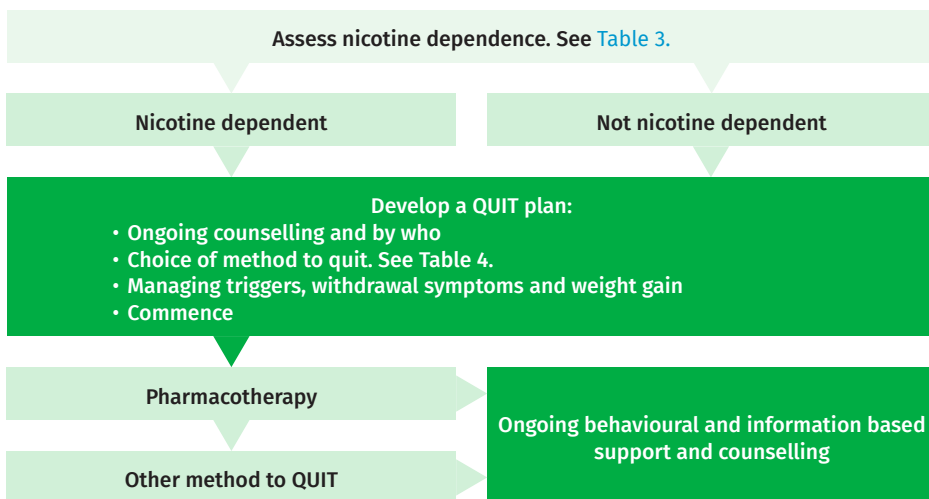 Assess nicotine dependence. See Table 3.
Nicotine dependent
Not nicotine dependent
Develop a QUIT plan:
• Ongoing counselling and by who
• Choice of method to quit. See Table 4.
• Managing triggers, withdrawal symptoms and weight gain
• Commence
Pharmacotherapy
Ongoing behavioural and information based
support and counselling
Other method to QUIT